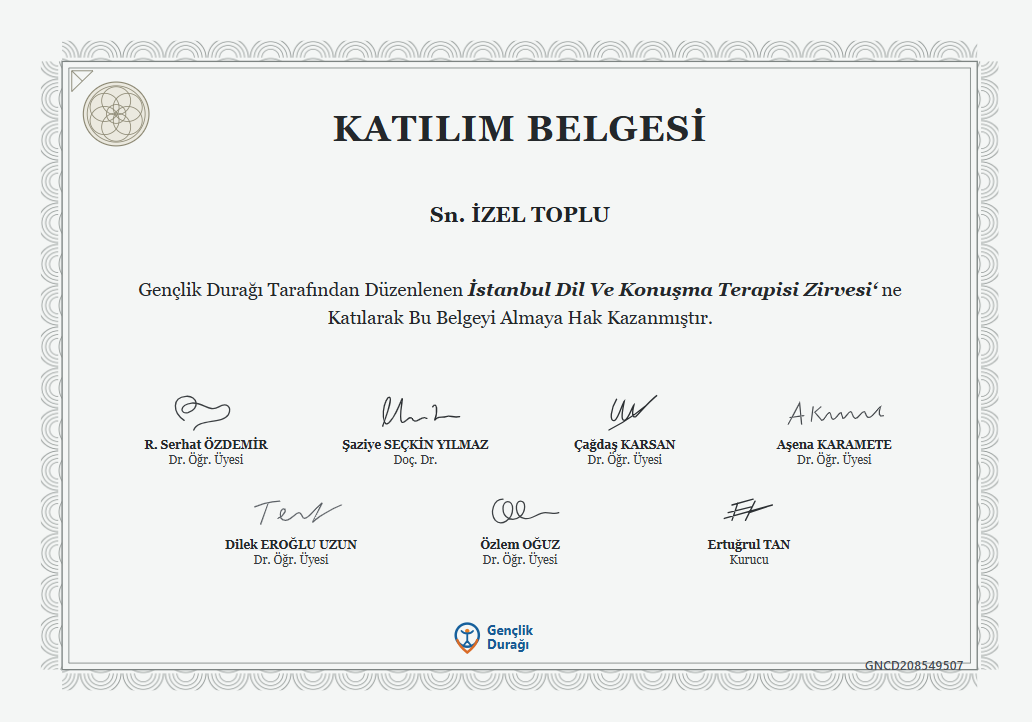 KATILIM BELGESİ
Sn. İZEL TOPLU
Gençlik Durağı Tarafından Düzenlenen İstanbul Dil Ve Konuşma Terapisi Zirvesi‘ ne
Katılarak Bu Belgeyi Almaya Hak Kazanmıştır.
R. Serhat ÖZDEMİR
Dr. Öğr. Üyesi
Şaziye SEÇKİN YILMAZ
Doç. Dr.
Çağdaş KARSAN
Dr. Öğr. Üyesi
Aşena KARAMETE
Dr. Öğr. Üyesi
Dilek EROĞLU UZUN
Dr. Öğr. Üyesi
Özlem OĞUZ
Dr. Öğr. Üyesi
Ertuğrul TAN
Kurucu
Gençlik
Durağı
GNCD208549507